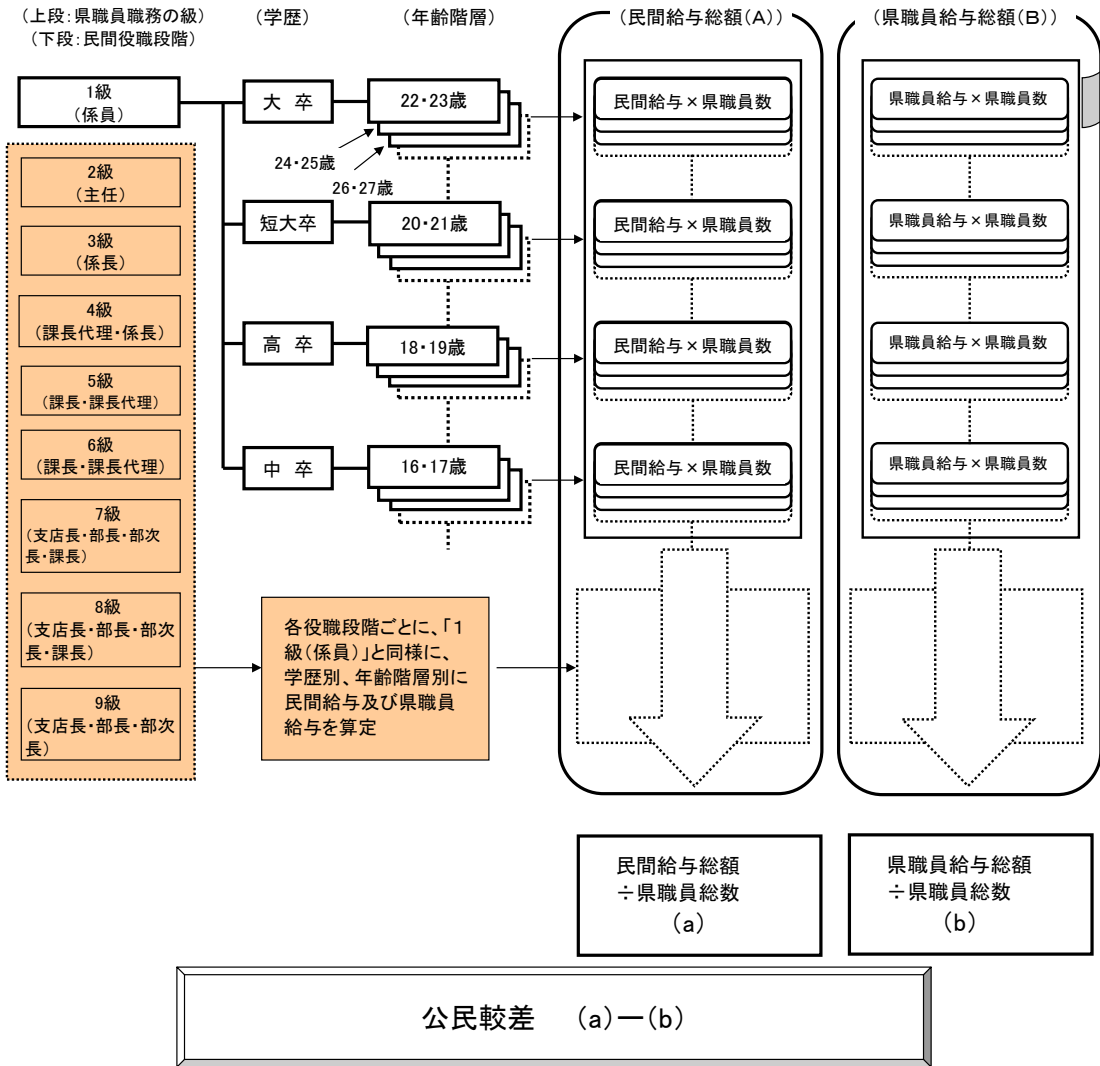 (上段:県職員職務の級)
(下段:民間役職段階)
(学歴)
(年齢階層)
(民間給与総額(A))
(県職員給与総額(B))
1級
(係員)
大 卒
22・23歳
24・25歳
26・27歳
民間給与×県職員数
県職員給与×県職員数
2級
(主任)
短大卒
20・21歳
民間給与×県職員数
県職員給与×県職員数
3級
(係長)
4級
(課長代理・係長)
高 卒
18・19歳
民間給与×県職員数
県職員給与×県職員数
5級
(課長・課長代理)
6級
(課長・課長代理)
中 卒
16・17歳
民間給与×県職員数
県職員給与×県職員数
7級
(支店長・部長・部次
長・課長)
8級
(支店長・部長・部次
長・課長)
9級
(支店長・部長・部次
長)
各役職段階ごとに、「1
級(係員)」と同様に、
学歴別、年齢階層別に
民間給与及び県職員
給与を算定
民間給与総額
÷県職員総数
(a)
県職員給与総額
÷県職員総数
(b)
公民較差 (a)―(b)